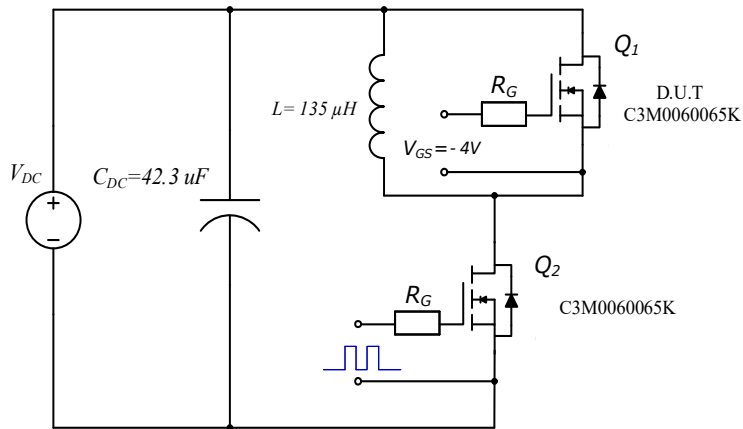 Q1
D.U.T
C3M0060065K
RG
L= 135 µH
VGS= - 4V
VDC
CDC=42.3 uF
Q2
RG
C3M0060065K